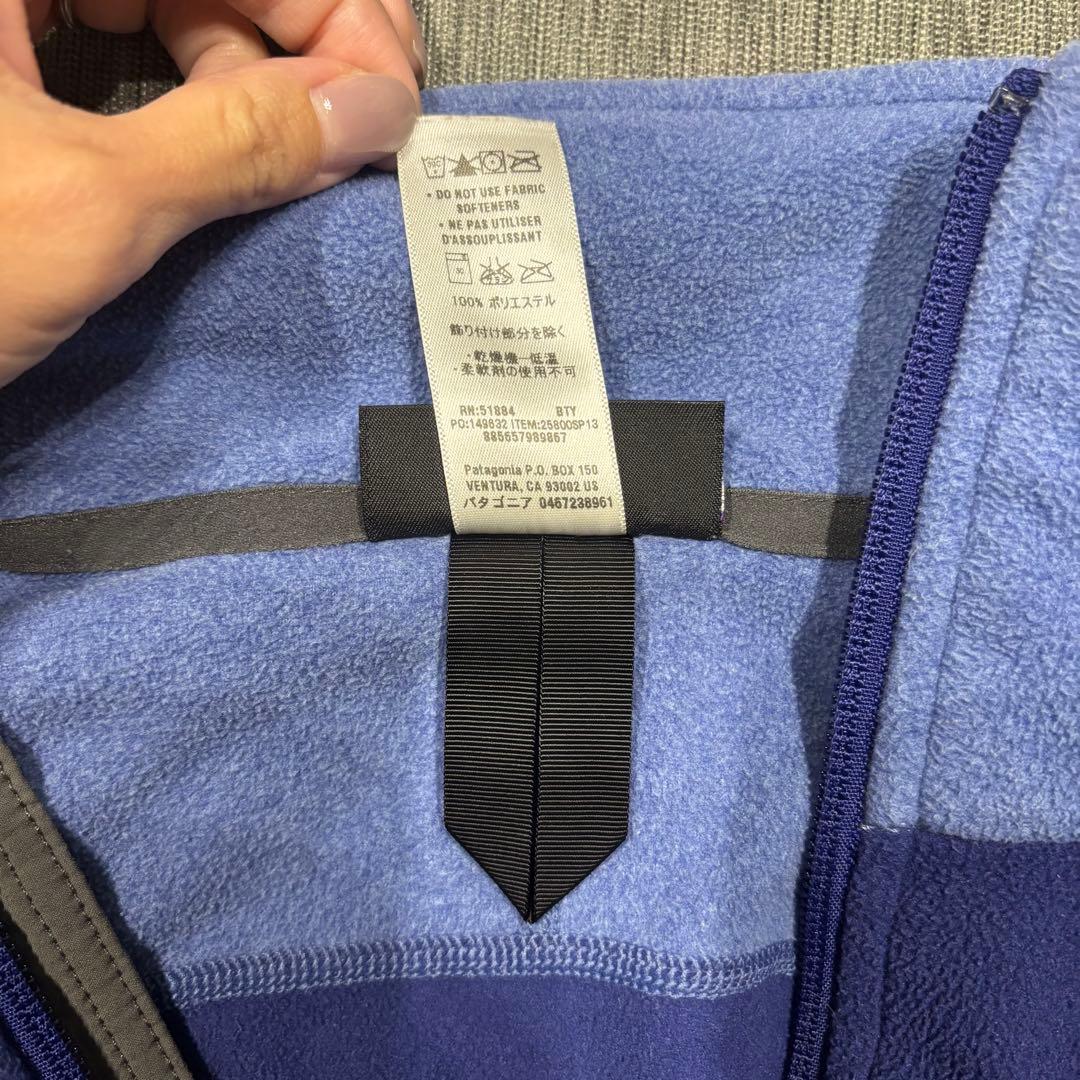 • DO NOT USE FABRIC
SOFTENERS
• NE PAS UTILISER
D'ASSOUPLISSANT
100% ポリエステル
飾り付け部分を除く
・乾燥機―低温
・柔軟剤の使用不可
RN:51884 BTY
PO:149632 ITEM:25800SP13
885657989867
Patagonia P.O. BOX 150
VENTURA, CA 93002 US
パタゴニア 0467238961